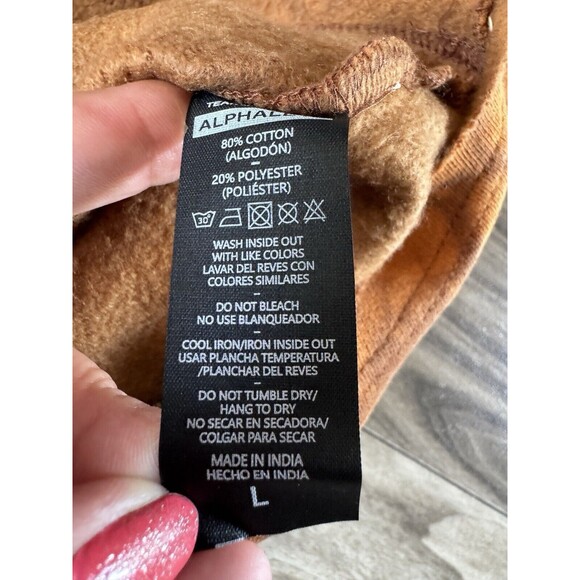 80% COTTON
(ALGODÓN)
–
20% POLYESTER
(POLIÉSTER)
30
WASH INSIDE OUT
WITH LIKE COLORS
LAVAR DEL REVES CON
COLORES SIMILARES
–
DO NOT BLEACH
NO USE BLANQUEADOR
–
COOL IRON/IRON INSIDE OUT
USAR PLANCHA TEMPERATURA
/PLANCHAR DEL REVES
–
DO NOT TUMBLE DRY/
HANG TO DRY
NO SECAR EN SECADORA/
COLGAR PARA SECAR
MADE IN INDIA
HECHO EN INDIA
L